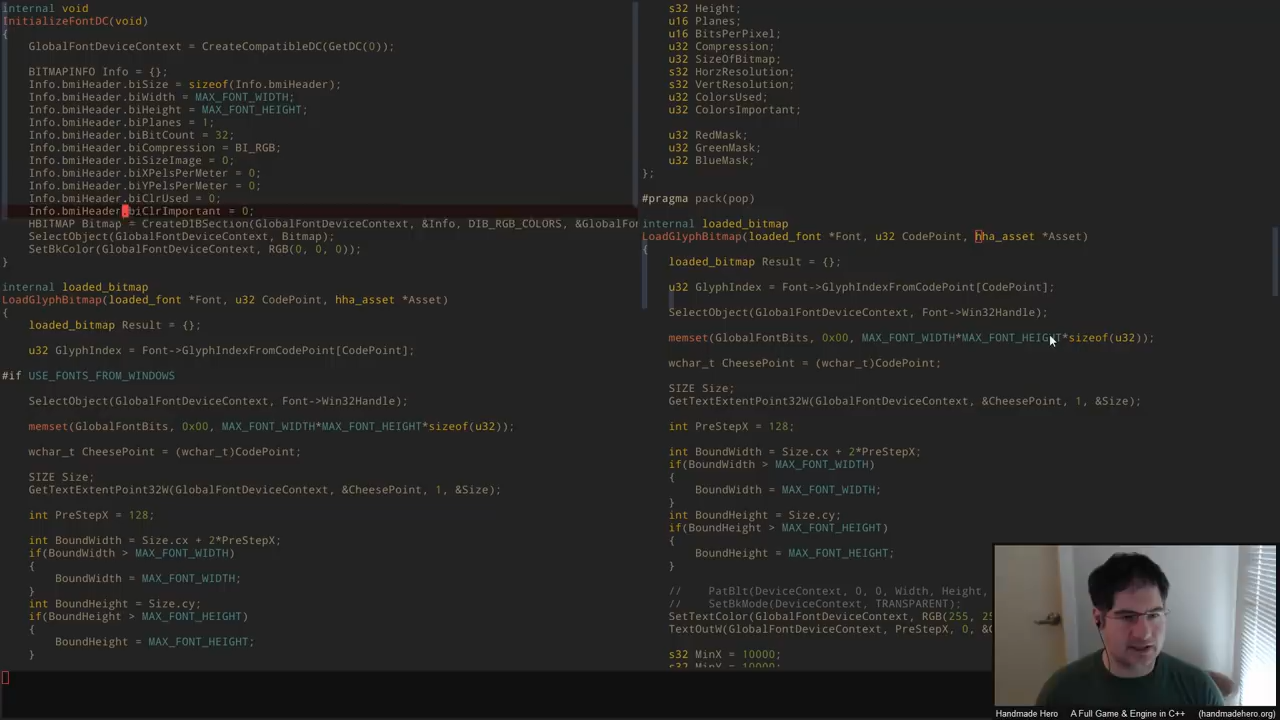 internal void
InitializeFontDC(void)
{
GlobalFontDeviceContext = CreateCompatibleDC(GetDC(0));
BITMAPINFO Info = {};
Info.bmiHeader.biSize = sizeof(Info.bmiHeader);
Info.bmiHeader.biWidth = MAX_FONT_WIDTH;
Info.bmiHeader.biHeight = MAX_FONT_HEIGHT;
Info.bmiHeader.biPlanes = 1;
Info.bmiHeader.biBitCount = 32;
Info.bmiHeader.biCompression = BI_RGB;
Info.bmiHeader.biSizeImage = 0;
Info.bmiHeader.biXPelsPerMeter = 0;
Info.bmiHeader.biYPelsPerMeter = 0;
Info.bmiHeader.biClrUsed = 0;
Info.bmiHeader.biClrImportant = 0;
HBITMAP Bitmap = CreateDIBSection(GlobalFontDeviceContext, &Info, DIB_RGB_COLORS, &GlobalFor
SelectObject(GlobalFontDeviceContext, Bitmap);
SetBkColor(GlobalFontDeviceContext, RGB(0, 0, 0));
}
internal loaded_bitmap
LoadGlyphBitmap(loaded_font *Font, u32 CodePoint, hha_asset *Asset)
{
loaded_bitmap Result = {};
u32 GlyphIndex = Font->GlyphIndexFromCodePoint[CodePoint];
#if USE_FONTS_FROM_WINDOWS
SelectObject(GlobalFontDeviceContext, Font->Win32Handle);
memset(GlobalFontBits, 0x00, MAX_FONT_WIDTH*MAX_FONT_HEIGHT*sizeof(u32));
wchar_t CheesePoint = (wchar_t)CodePoint;
SIZE Size;
GetTextExtentPoint32W(GlobalFontDeviceContext, &CheesePoint, 1, &Size);
int PreStepX = 128;
int BoundWidth = Size.cx + 2*PreStepX;
if(BoundWidth > MAX_FONT_WIDTH)
{
BoundWidth = MAX_FONT_WIDTH;
}
int BoundHeight = Size.cy;
if(BoundHeight > MAX_FONT_HEIGHT)
{
BoundHeight = MAX_FONT_HEIGHT;
}
s32 Height;
u16 Planes;
u16 BitsPerPixel;
u32 Compression;
u32 SizeOfBitmap;
s32 HorzResolution;
s32 VertResolution;
u32 ColorsUsed;
u32 ColorsImportant;
u32 RedMask;
u32 GreenMask;
u32 BlueMask;
};
#pragma pack(pop)
internal loaded_bitmap
LoadGlyphBitmap(loaded_font *Font, u32 CodePoint, hha_asset *Asset)
{
loaded_bitmap Result = {};
u32 GlyphIndex = Font->GlyphIndexFromCodePoint[CodePoint];
SelectObject(GlobalFontDeviceContext, Font->Win32Handle);
memset(GlobalFontBits, 0x00, MAX_FONT_WIDTH*MAX_FONT_HEIGHT*sizeof(u32));
wchar_t CheesePoint = (wchar_t)CodePoint;
SIZE Size;
GetTextExtentPoint32W(GlobalFontDeviceContext, &CheesePoint, 1, &Size);
int PreStepX = 128;
int BoundWidth = Size.cx + 2*PreStepX;
if(BoundWidth > MAX_FONT_WIDTH)
{
BoundWidth = MAX_FONT_WIDTH;
}
int BoundHeight = Size.cy;
if(BoundHeight > MAX_FONT_HEIGHT)
{
BoundHeight = MAX_FONT_HEIGHT;
}
// PatBlt(DeviceContext, 0, 0, Width, Height,
// SetBkMode(DeviceContext, TRANSPARENT);
SetTextColor(GlobalFontDeviceContext, RGB(255, 25
TextOutW(GlobalFontDeviceContext, PreStepX, 0, &C
s32 MinX = 10000;
s32 MinY = 10000;
Handmade Hero A Full Game & Engine in C++ (handmadehero.org)